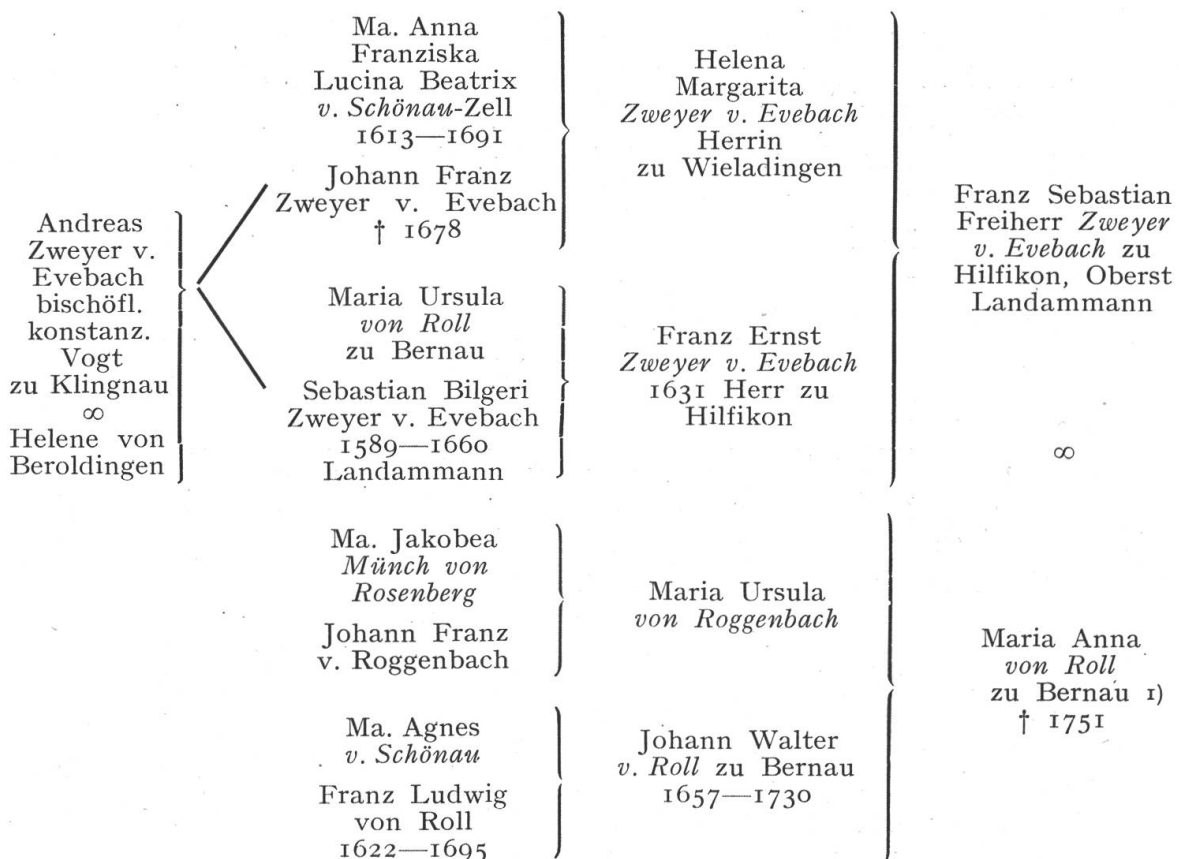 Andreas
Zweyer v.
Evebach
bischöfl.
konstanz.
Vogt
zu Klingnau
∞
Helene von
Beroldingen
Ma. Anna
Franziska
Lucina Beatrix
v. Schönau-Zell
1613—1691
Johann Franz
Zweyer v. Evebach
† 1678
Maria Ursula
von Roll
zu Bernau
Sebastian Bilgeri
Zweyer v. Evebach
1589—1660
Landammann
Ma. Jakobea
Münch von
Rosenberg
Johann Franz
v. Roggenbach
Ma. Agnes
v. Schönau
Franz Ludwig
von Roll
1622—1695
Helena
Margarita
Zweyer v. Evebach
Herrin
zu Wieladingen
Franz Ernst
Zweyer v. Evebach
1631 Herr zu
Hilfikon
Maria Ursula
von Roggenbach
Johann Walter
v. Roll zu Bernau
1657—1730
Franz Sebastian
Freiherr Zweyer
v. Evebach zu
Hilfikon, Oberst
Landammann
∞
Maria Anna
von Roll
zu Bernau 1)
† 1751